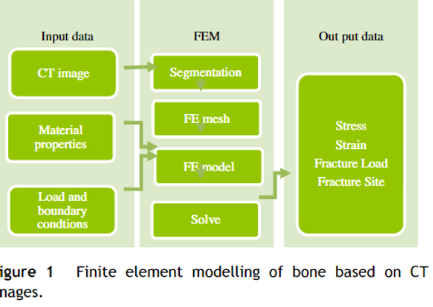 Input data
FEM
Out put data
CT image
Segmentation
Material
properties
FE mesh
FE model
Load and
boundary
condtions
Solve
Stress
Strain
Fracture Load
Fracture Site
igure 1 Finite element modelling of bone based on CT
nages.